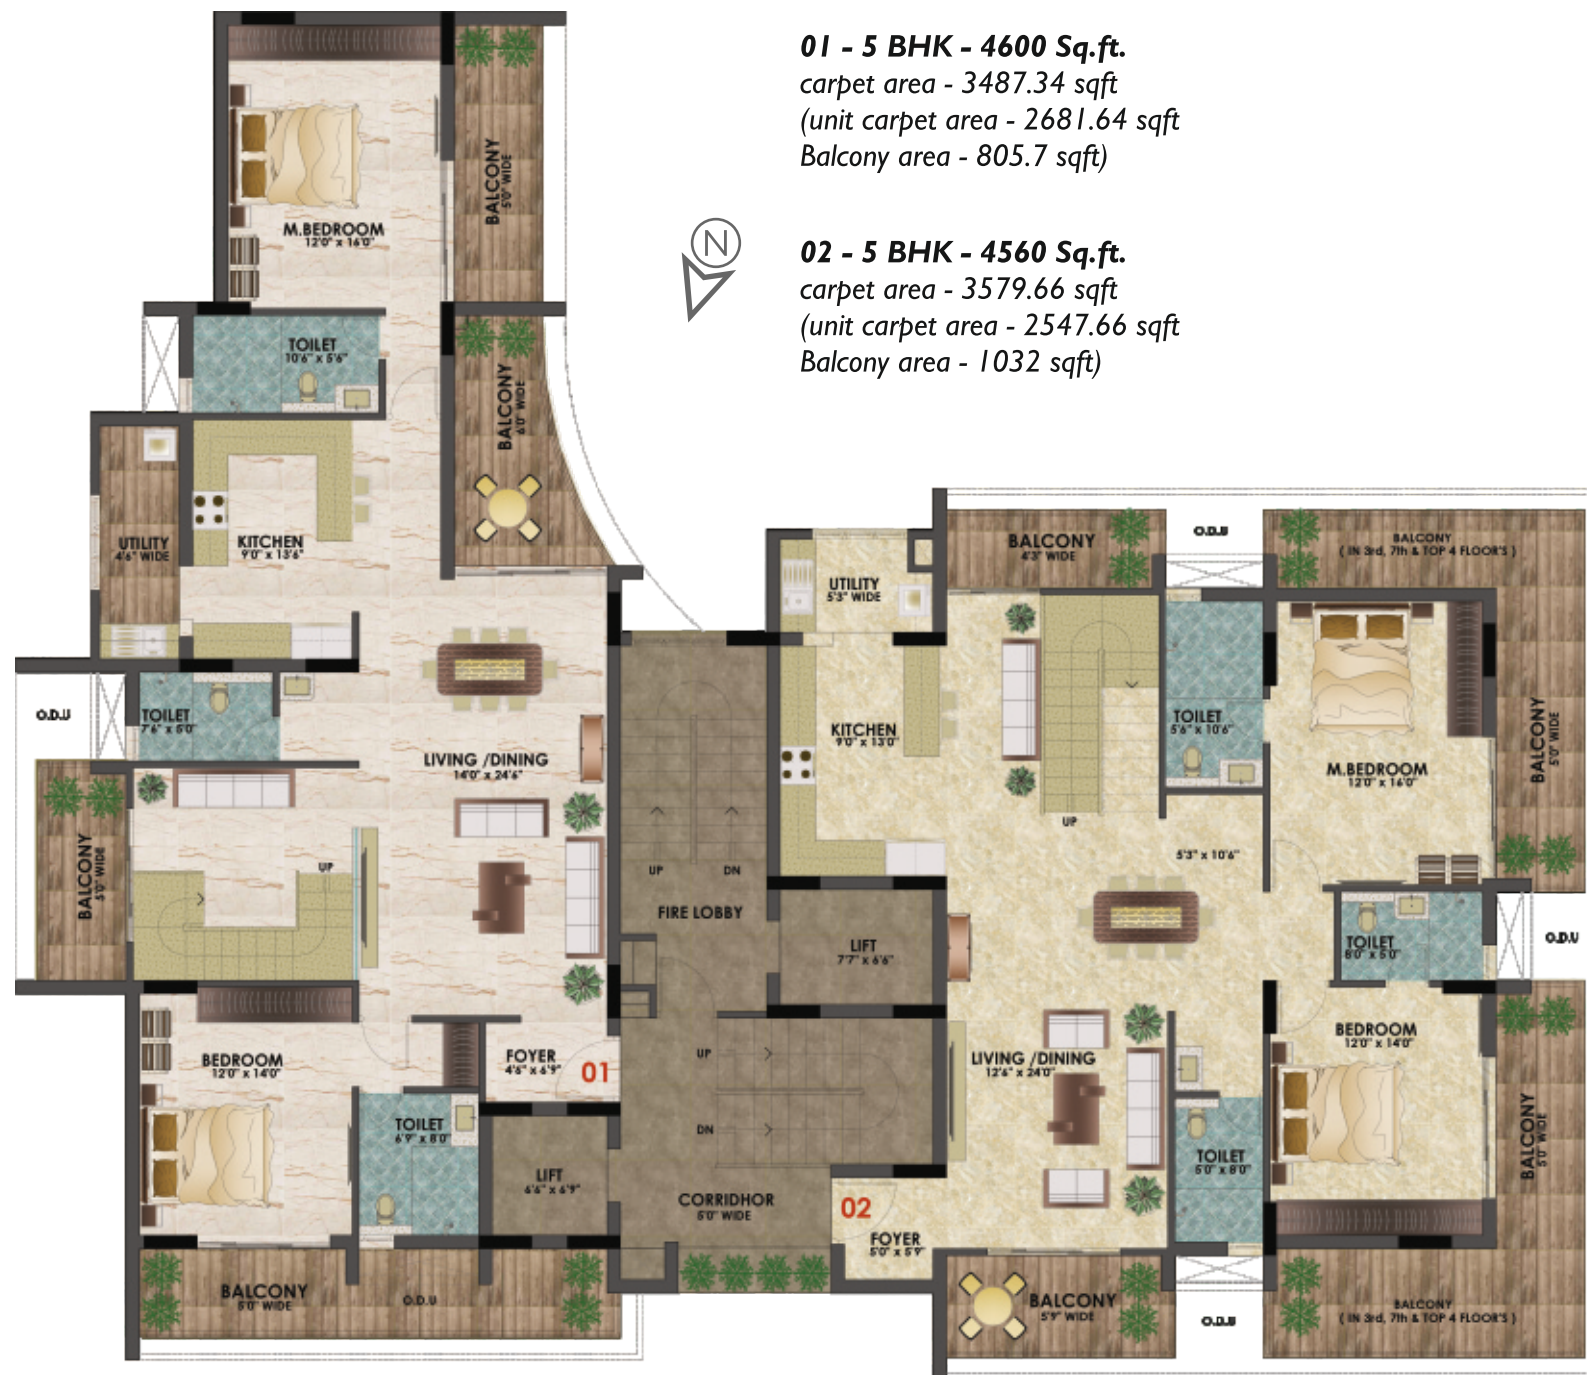 01 - 5 BHK - 4600 Sq.ft.
carpet area - 3487.34 sqft
(unit carpet area - 2681.64 sqft
Balcony area - 805.7 sqft)
N
02 - 5 BHK - 4560 Sq.ft.
carpet area - 3579.66 sqft
(unit carpet area - 2547.66 sqft
Balcony area - 1032 sqft)
M.BEDROOM
12'0" x 16'0"
BALCONY
5'0" WIDE
TOILET
10'6" x 5'6"
BALCONY
6'0" WIDE
UTILITY
4'6" WIDE
KITCHEN
9'0" x 13'6"
O.D.U
TOILET
7'6" x 5'0"
LIVING /DINING
14'0" x 24'6"
BALCONY
5'0" WIDE
UP
BEDROOM
12'0" x 14'0"
FOYER
4'6" x 6'9"
01
TOILET
6'9" x 8'0"
LIFT
6'6" x 6'9"
BALCONY
5'0" WIDE
O.D.U
UP
DN
FIRE LOBBY
LIFT
7'7" x 6'6"
UP
DN
CORRIDHOR
5'0" WIDE
02
FOYER
5'0" x 5'9"
UTILITY
5'3" WIDE
KITCHEN
9'0" x 13'0"
BALCONY
4'3" WIDE
O.D.U
BALCONY
( IN 3rd, 7th & TOP 4 FLOOR'S )
UP
TOILET
5'6" x 10'6"
M.BEDROOM
12'0" x 16'0"
BALCONY
5'0" WIDE
5'3" x 10'6"
TOILET
8'0" x 5'0"
O.D.U
LIVING /DINING
12'6" x 24'0"
BEDROOM
12'0" x 14'0"
BALCONY
5'0" WIDE
TOILET
5'0" x 8'0"
BALCONY
5'9" WIDE
O.D.U
BALCONY
( IN 3rd, 7th & TOP 4 FLOOR'S )